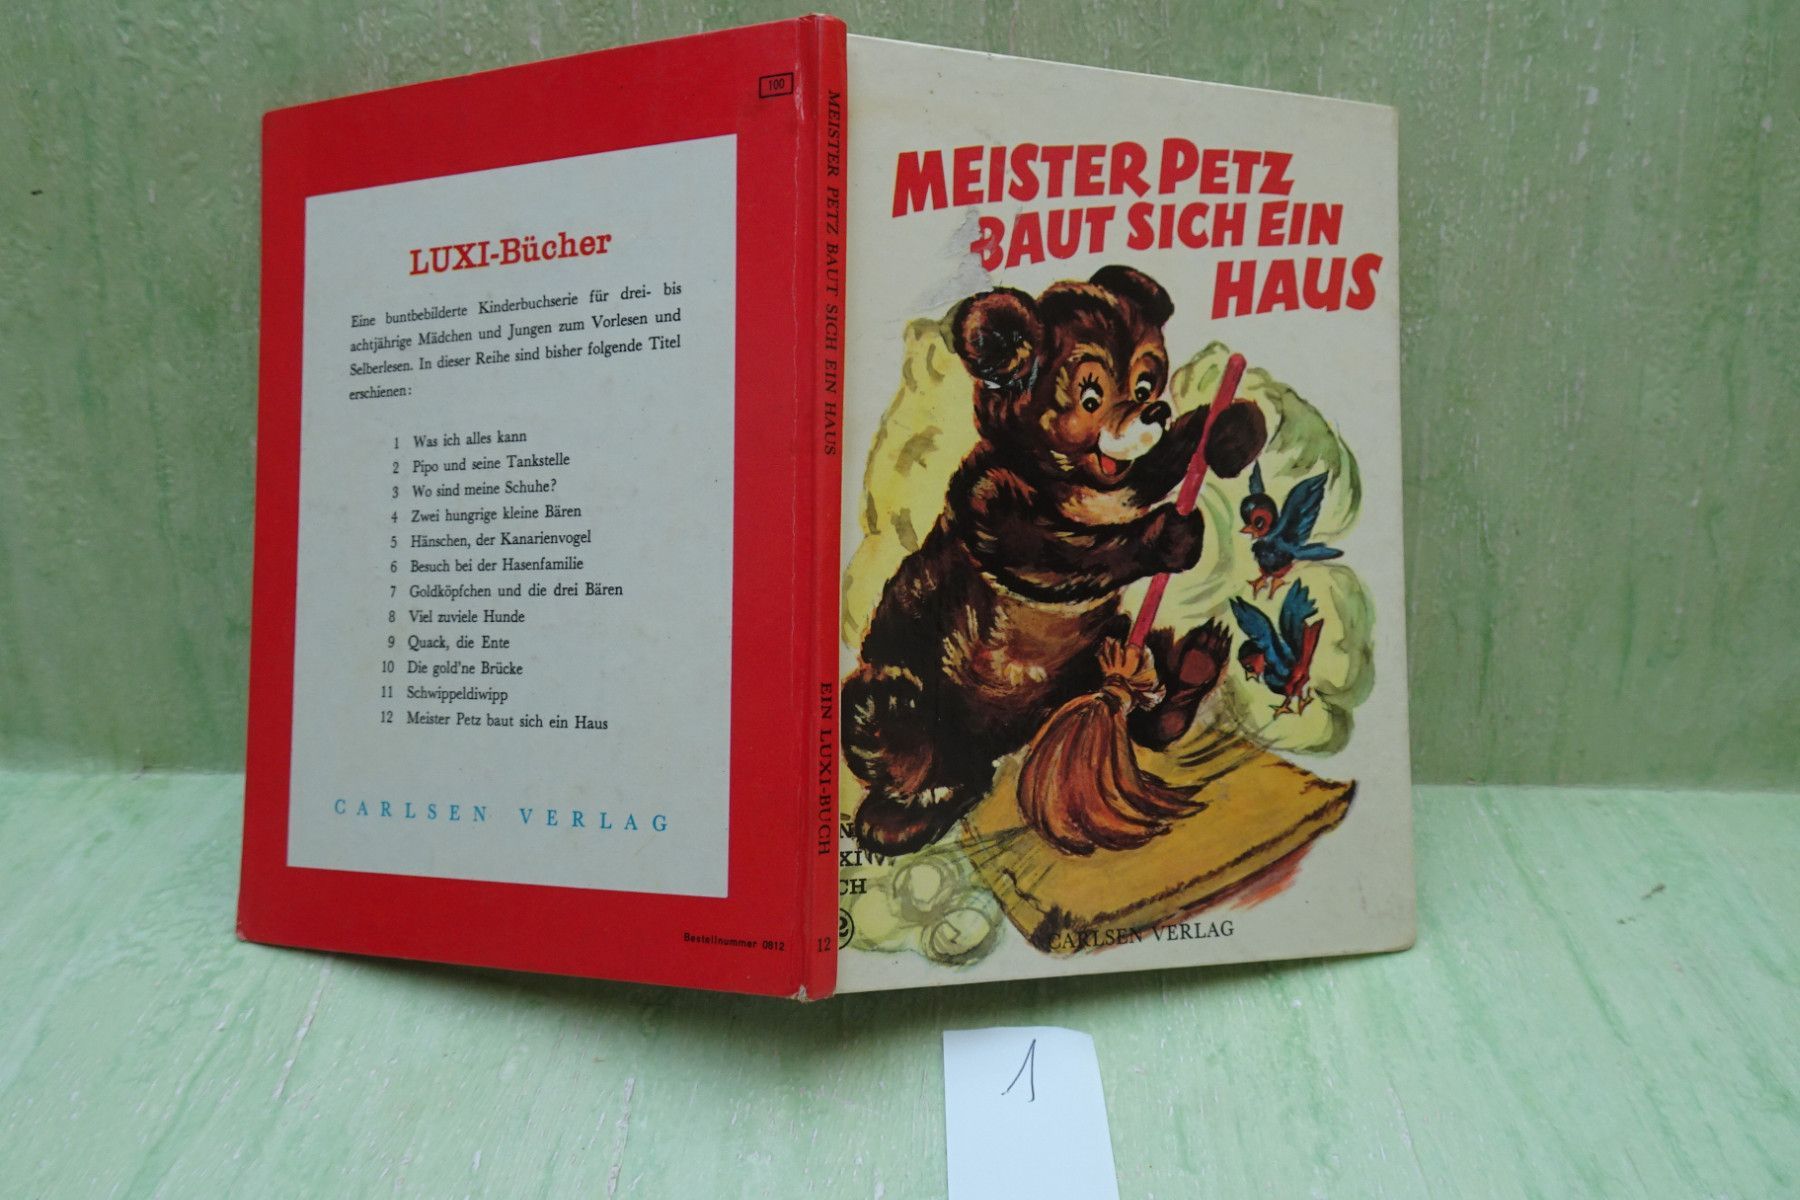 100
LUXI-Bücher
Eine buntbebilderte Kinderbuchserie für drei- bis
achtjährige Mädchen und Jungen zum Vorlesen und
Selberlesen. In dieser Reihe sind bisher folgende Titel
erschienen:
1 Was ich alles kann
2 Pipo und seine Tankstelle
3 Wo sind meine Schuhe?
4 Zwei hungrige kleine Bären
5 Hänschen, der Kanarienvogel
6 Besuch bei der Hasenfamilie
7 Goldköpfchen und die drei Bären
8 Viel zuviele Hunde
9 Quack, die Ente
10 Die gold'ne Brücke
11 Schwippeldiwipp
12 Meister Petz baut sich ein Haus
CARLSEN VERLAG
Bestellnummer 0812
MEISTER PETZ BAUT SICH EIN HAUS
EIN LUXI-BUCH
12
MEISTER PETZ
BAUT SICH EIN
HAUS
N
XI
CH
2
CARLSEN VERLAG
1